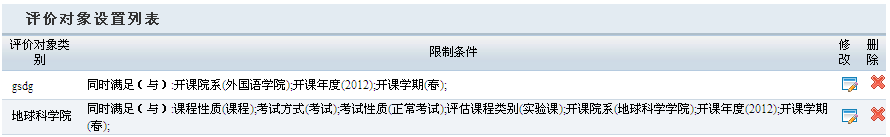 评价对象设置列表
评价对象类别 限制条件 修改 删除
gsdg 同时满足(与):开课院系(外国语学院);开课年度(2012);开课学期(春);
地球科学院 同时满足(与):课程性质(课程);考试方式(考试);考试性质(正常考试);评估课程类别(实验课);开课院系(地球科学学院);开课年度(2012);开课学期
(春);